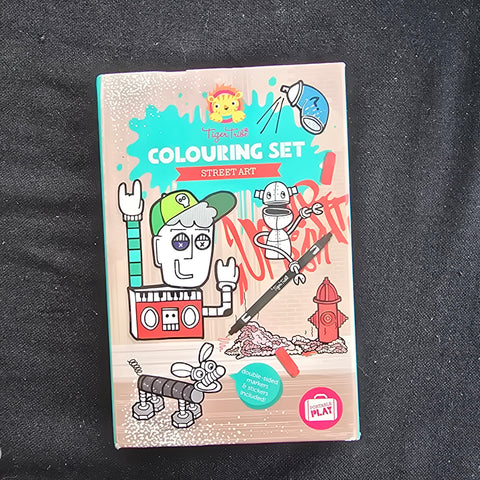 Tiger Tribe
COLOURING SET
STREET ART
double-sided
markers
& stickers
included!
PORTABLE
PLAY